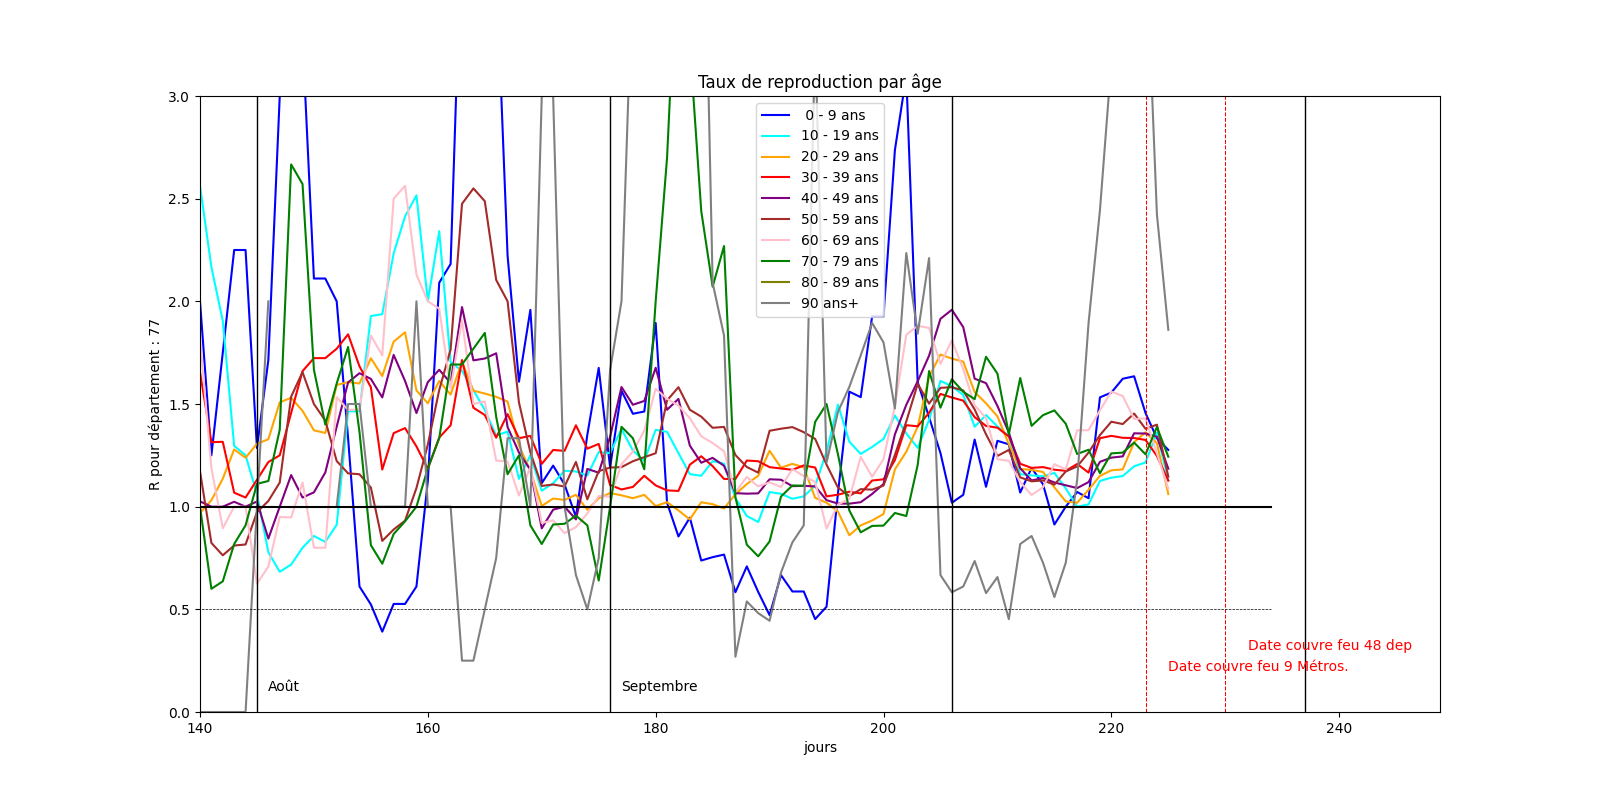 Taux de reproduction par âge
3.0
2.5
2.0
1.5
1.0
0.5
0.0
R pour département : 77
0 - 9 ans
10 - 19 ans
20 - 29 ans
30 - 39 ans
40 - 49 ans
50 - 59 ans
60 - 69 ans
70 - 79 ans
80 - 89 ans
90 ans+
Date couvre feu 48 dep
Date couvre feu 9 Métros.
Août
Septembre
140
160
180
200
220
240
jours